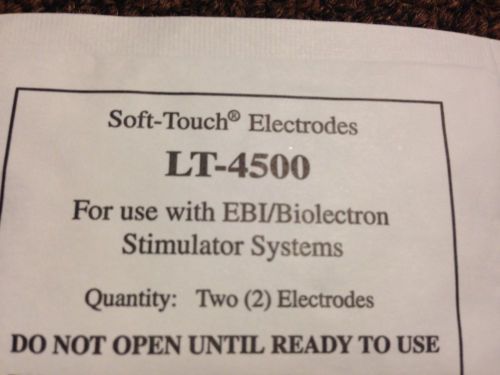 Soft-Touch® Electrodes
LT-4500
For use with EBI/Biolectron
Stimulator Systems
Quantity: Two (2) Electrodes
DO NOT OPEN UNTIL READY TO USE